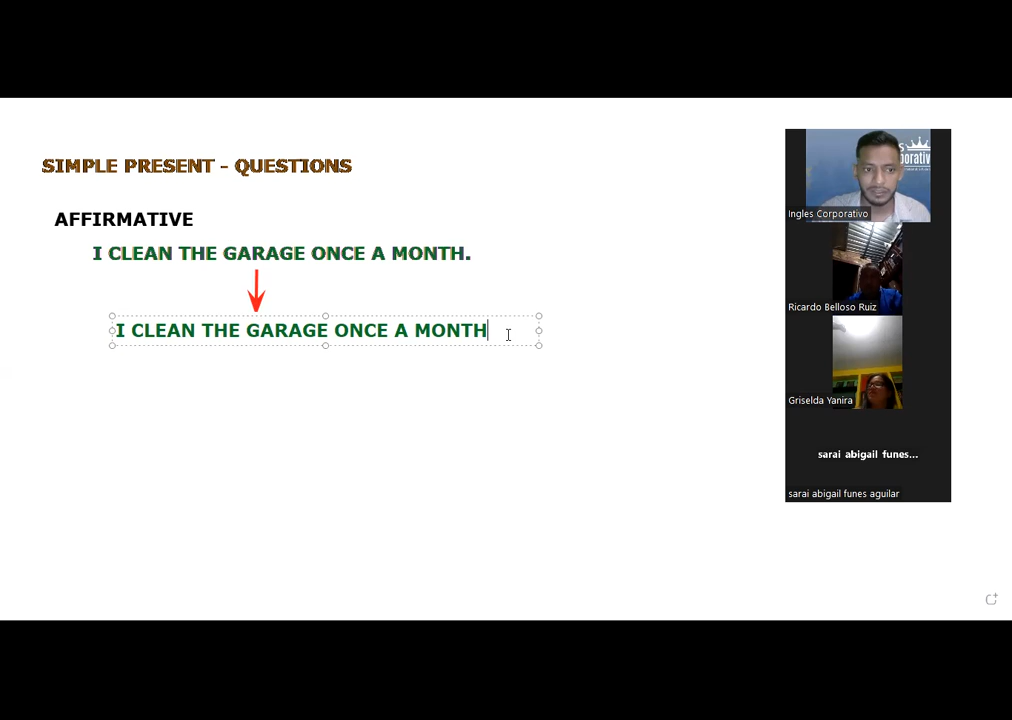 SIMPLE PRESENT - QUESTIONS
AFFIRMATIVE
I CLEAN THE GARAGE ONCE A MONTH.
I CLEAN THE GARAGE ONCE A MONTH
Ingles Corporativo
Ricardo Belloso Ruiz
Griselda Yanira
sarai abigail funes...
sarai abigail funes aguilar